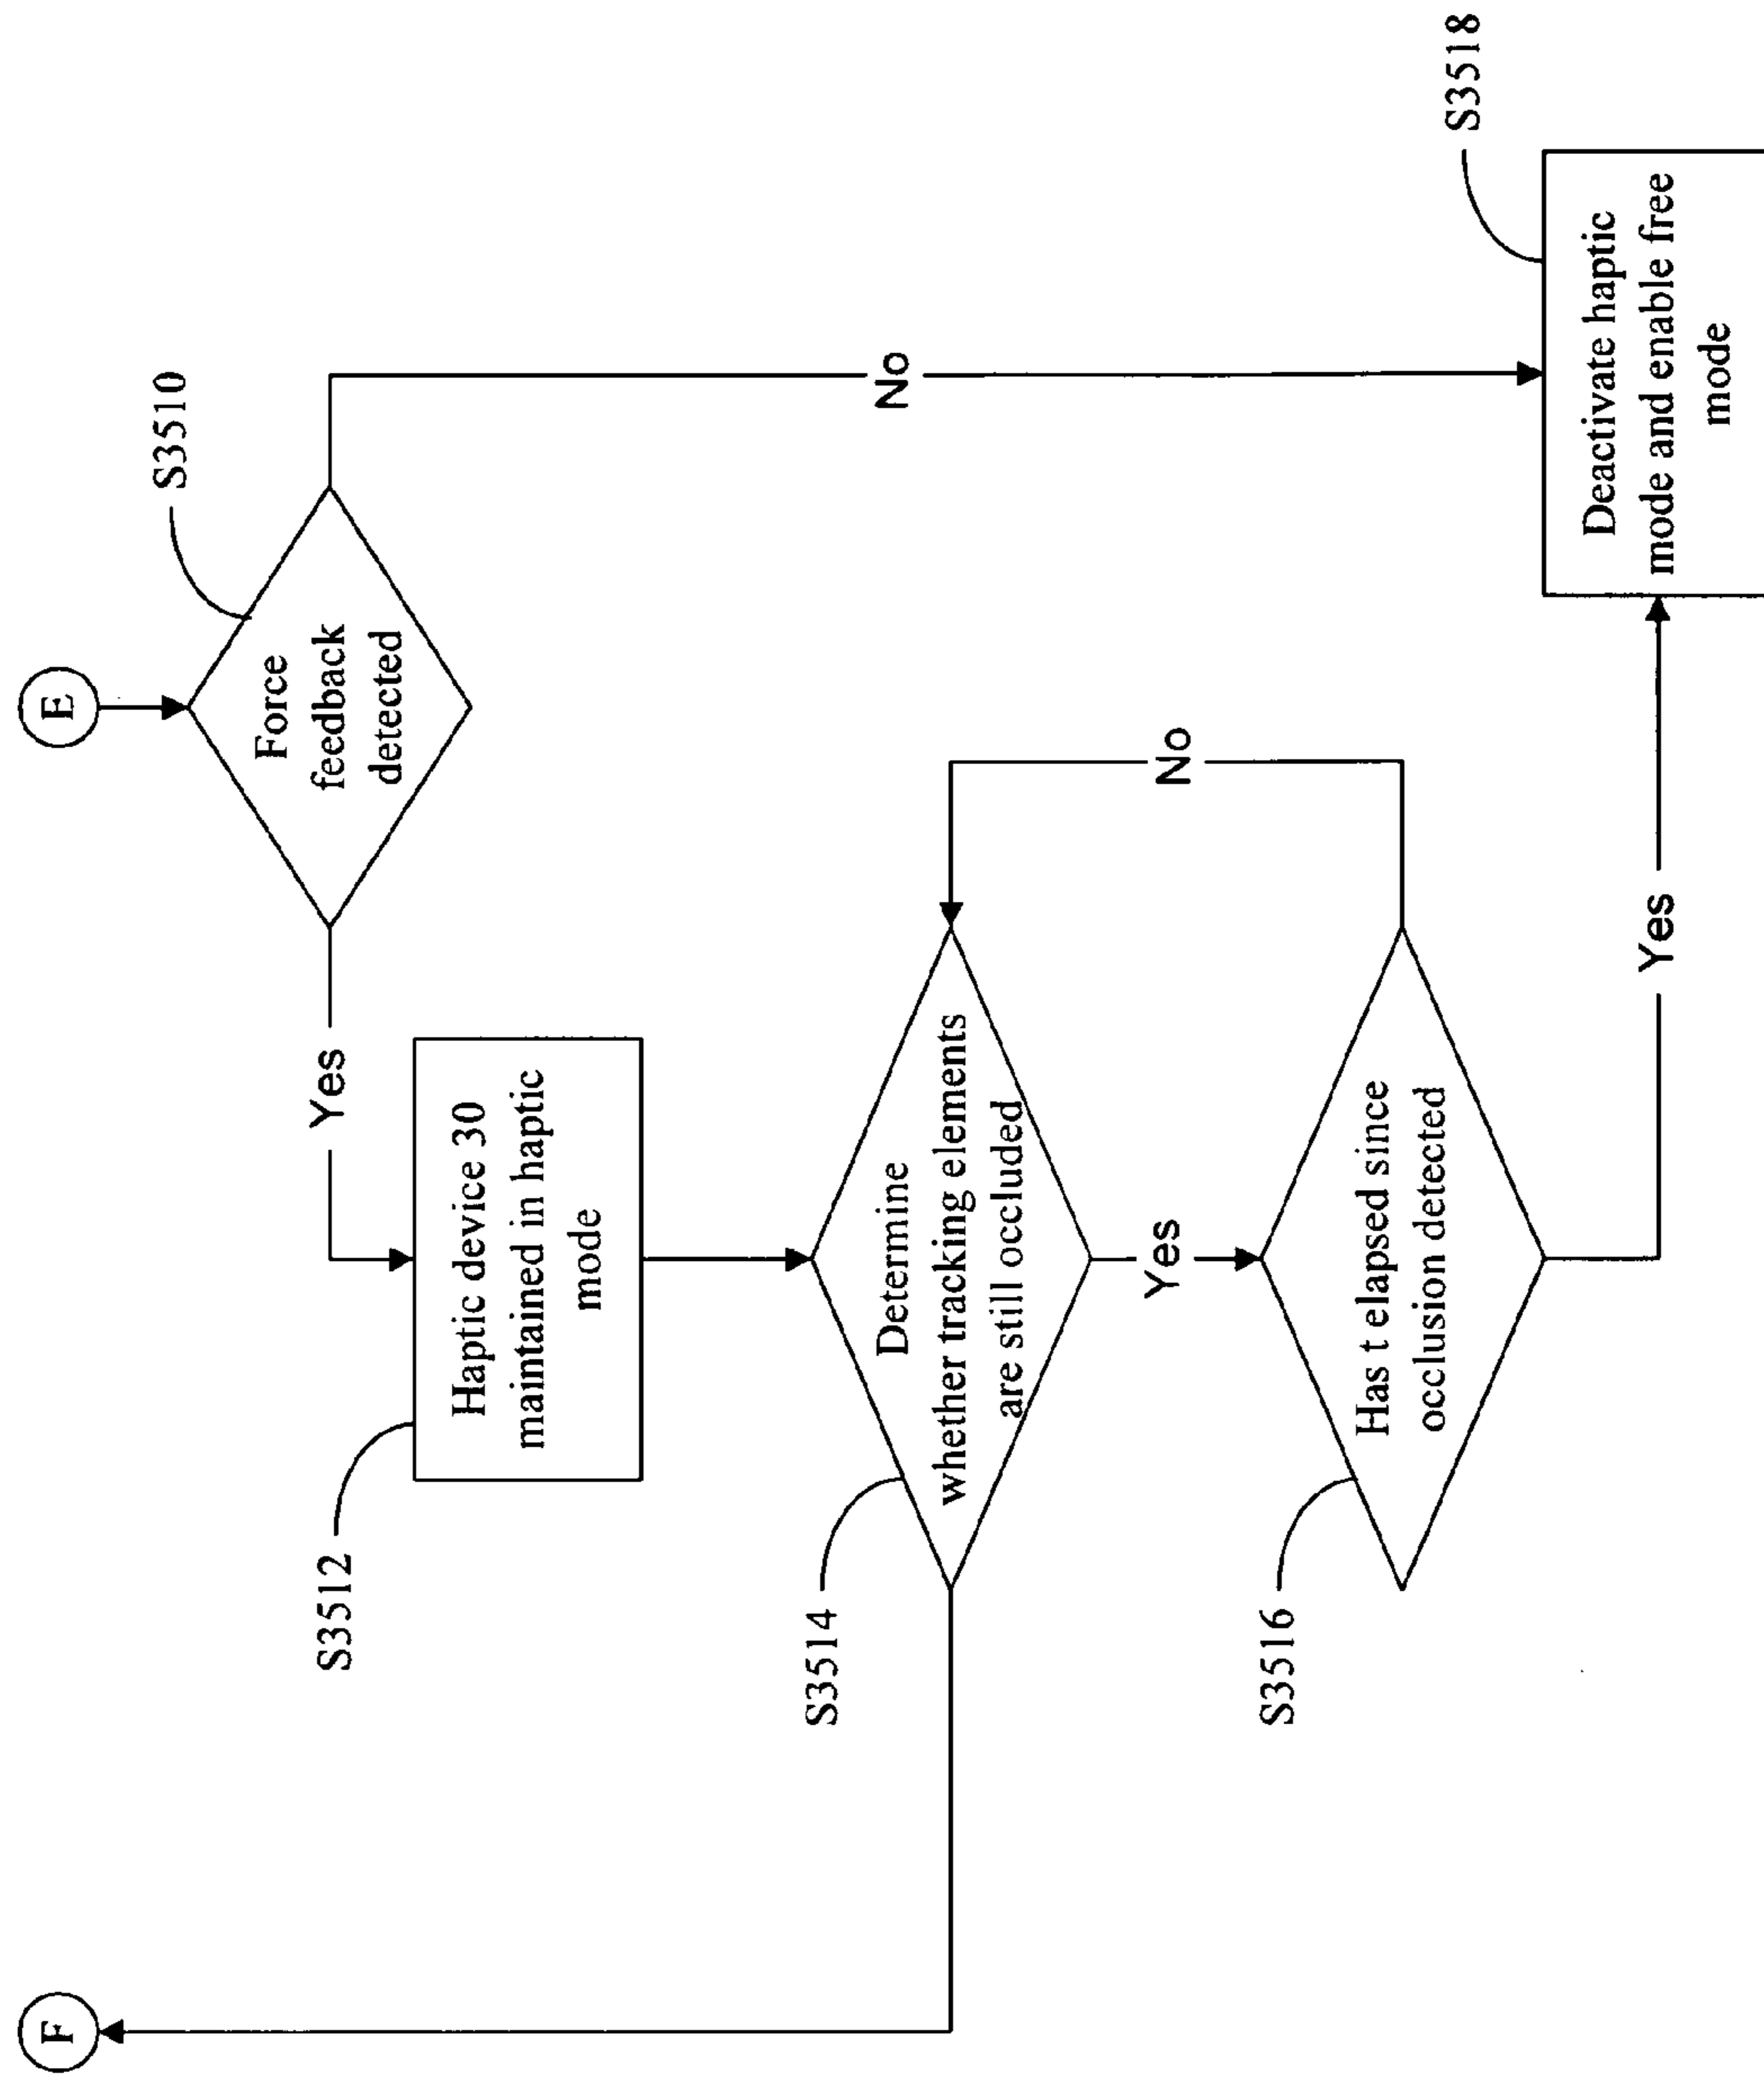 E
S3510
Force
feedback
detected
Yes
No
S3512
Haptic device 30
maintained in haptic
mode
F
S3514
Determine
whether tracking elements
are still occluded
No
Yes
S3516
Has t elapsed since
occlusion detected
Yes
S3518
Deactivate haptic
mode and enable free
mode